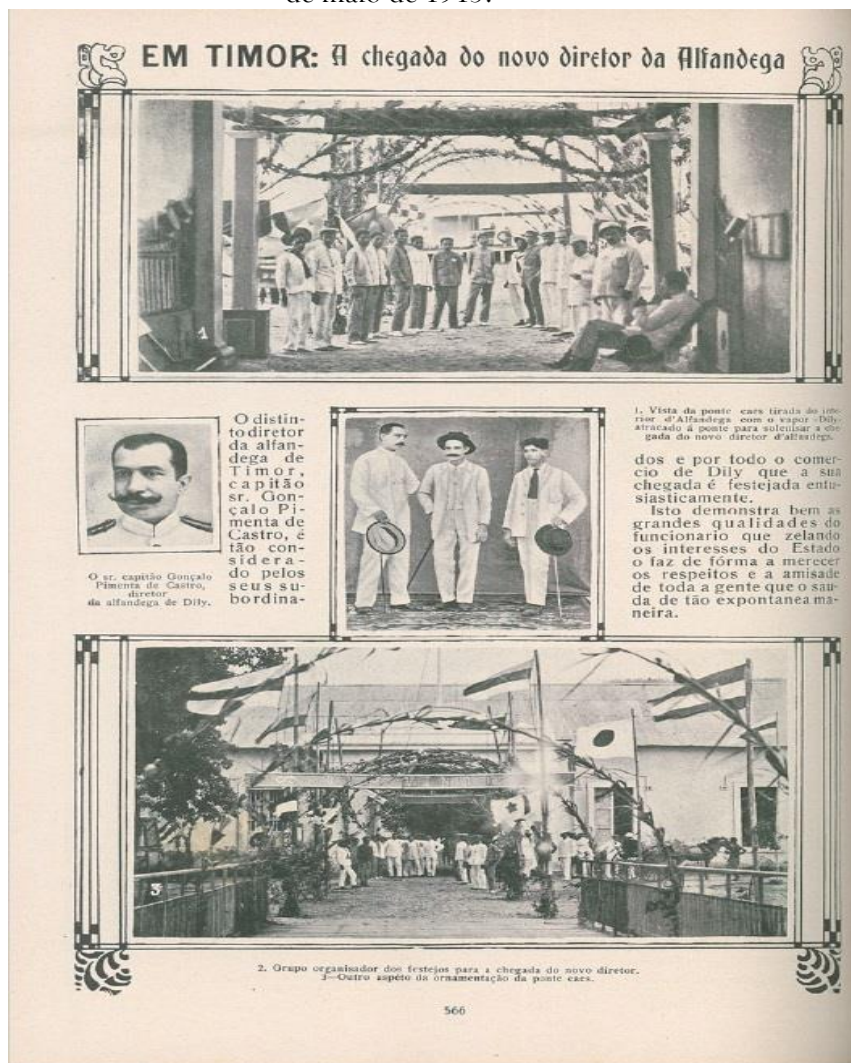 de maio de 1913.
EM TIMOR: A chegada do novo diretor da Alfandega
1
O distin-
to diretor
da alfan-
dega de
Timor,
capitão
sr. Gon-
çalo Pi-
menta de
Castro, é
tão con-
sidera-
do pelos
seus su-
bordina-
O sr. capitão Gonçalo
Pimenta de Castro,
diretor
da alfandega de Dily.
1. Vista da ponte caes tirada do inte-
rior d'Alfandega com o vapor «Dily»
atracado á ponte para solenisar a che-
gada do novo diretor d'alfandega.
dos e por todo o comer-
cio de Dily que a sua
chegada é festejada entu-
siasticamente.
Isto demonstra bem as
grandes qualidades do
funcionario que zelando
os interesses do Estado
o faz de fórma a merecer
os respeitos e a amisade
de toda a gente que o sau-
da de tão expontanea ma-
neira.
3
2. Grupo organisador dos festejos para a chegada do novo diretor.
3—Outro aspéto da ornamentação da ponte caes.
566